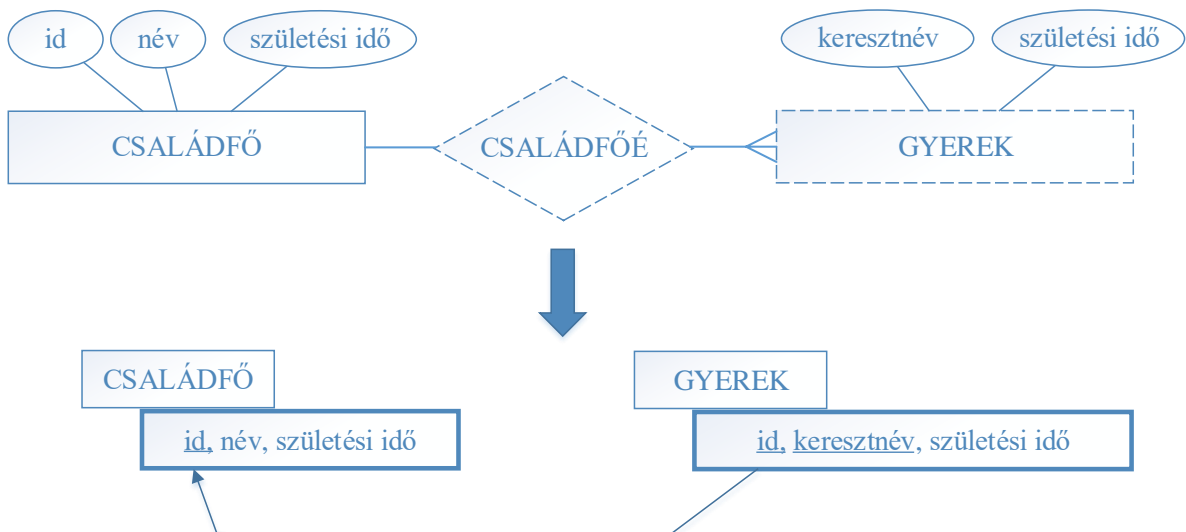 id név születési idő keresztnév születési idő
CSALÁDFŐ CSALÁDFŐÉ GYEREK
CSALÁDFŐ GYEREK
id, név, születési idő id, keresztnév, születési idő